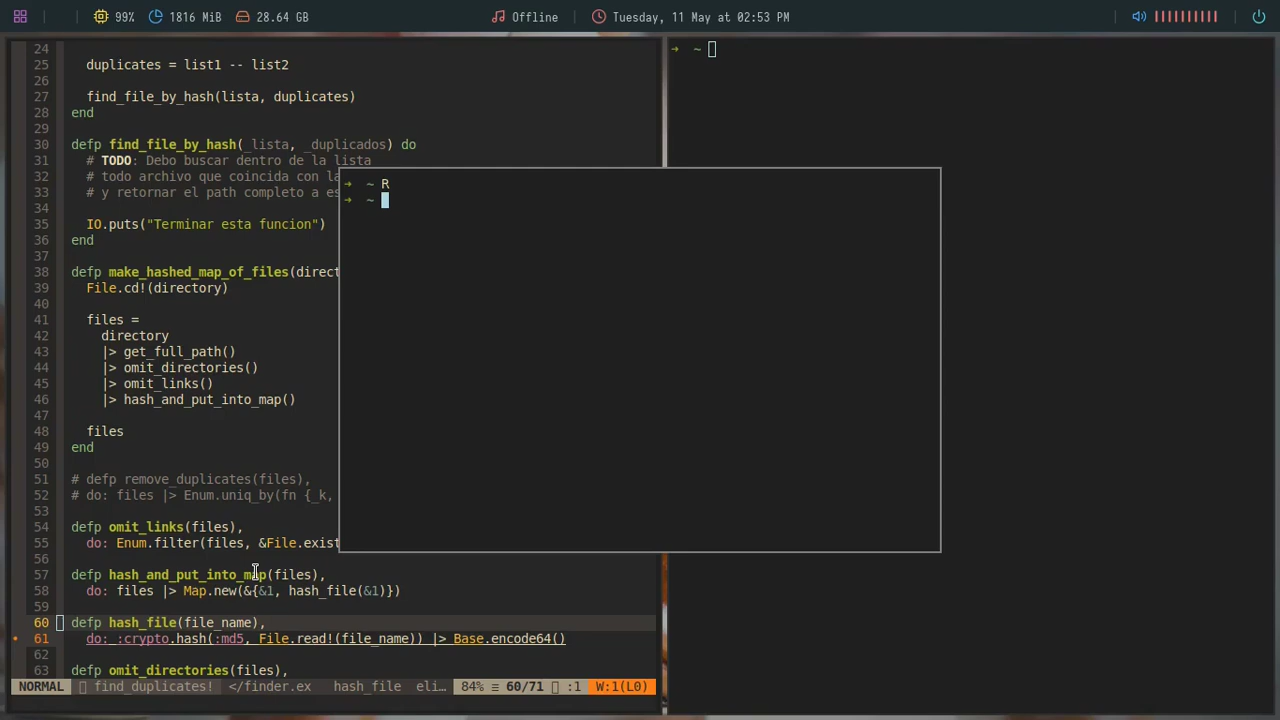 99% 1816 MiB 28.64 GB Offline Tuesday, 11 May at 02:53 PM
24
25 duplicates = list1 -- list2
26
27 find_file_by_hash(lista, duplicates)
28 end
29
30 defp find_file_by_hash(_lista, _duplicados) do
31 # TODO: Debo buscar dentro de la lista
32 # todo archivo que coincida con la
33 # y retornar el path completo a es
34
35 IO.puts("Terminar esta funcion")
36 end
37
38 defp make_hashed_map_of_files(direct
39 File.cd!(directory)
40
41 files =
42 directory
43 |> get_full_path()
44 |> omit_directories()
45 |> omit_links()
46 |> hash_and_put_into_map()
47
48 files
49 end
50
51 # defp remove_duplicates(files),
52 # do: files |> Enum.uniq_by(fn {_k,
53
54 defp omit_links(files),
55 do: Enum.filter(files, &File.exist
56
57 defp hash_and_put_into_map(files),
58 do: files |> Map.new(&{&1, hash_file(&1)})
59
60 defp hash_file(file_name),
61 do: :crypto.hash(:md5, File.read!(file_name)) |> Base.encode64()
62
63 defp omit_directories(files),
NORMAL find_duplicates! </finder.ex hash_file eli… 84% ≡ 60/71 :1 W:1(L0)
➜ ~ R
➜ ~
➜ ~